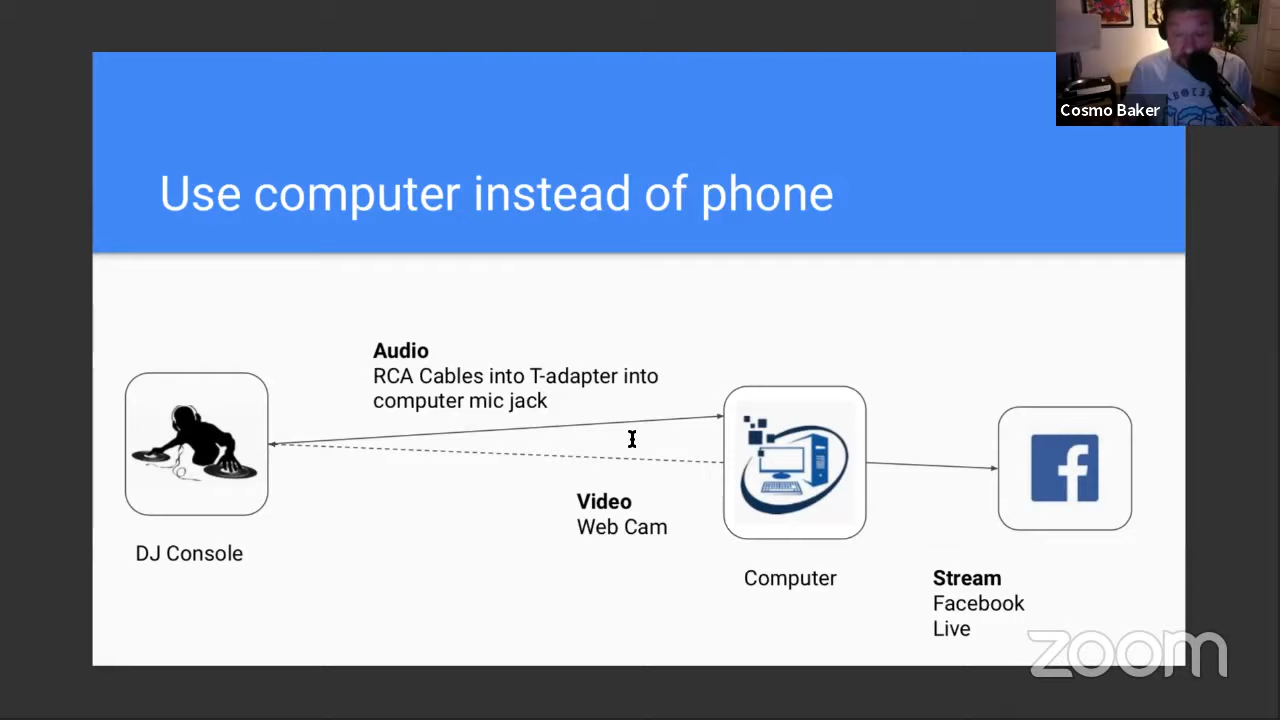 Cosmo Baker
Use computer instead of phone
Audio
RCA Cables into T-adapter into
computer mic jack
Video
Web Cam
DJ Console
Computer
Stream
Facebook
Live
zoom